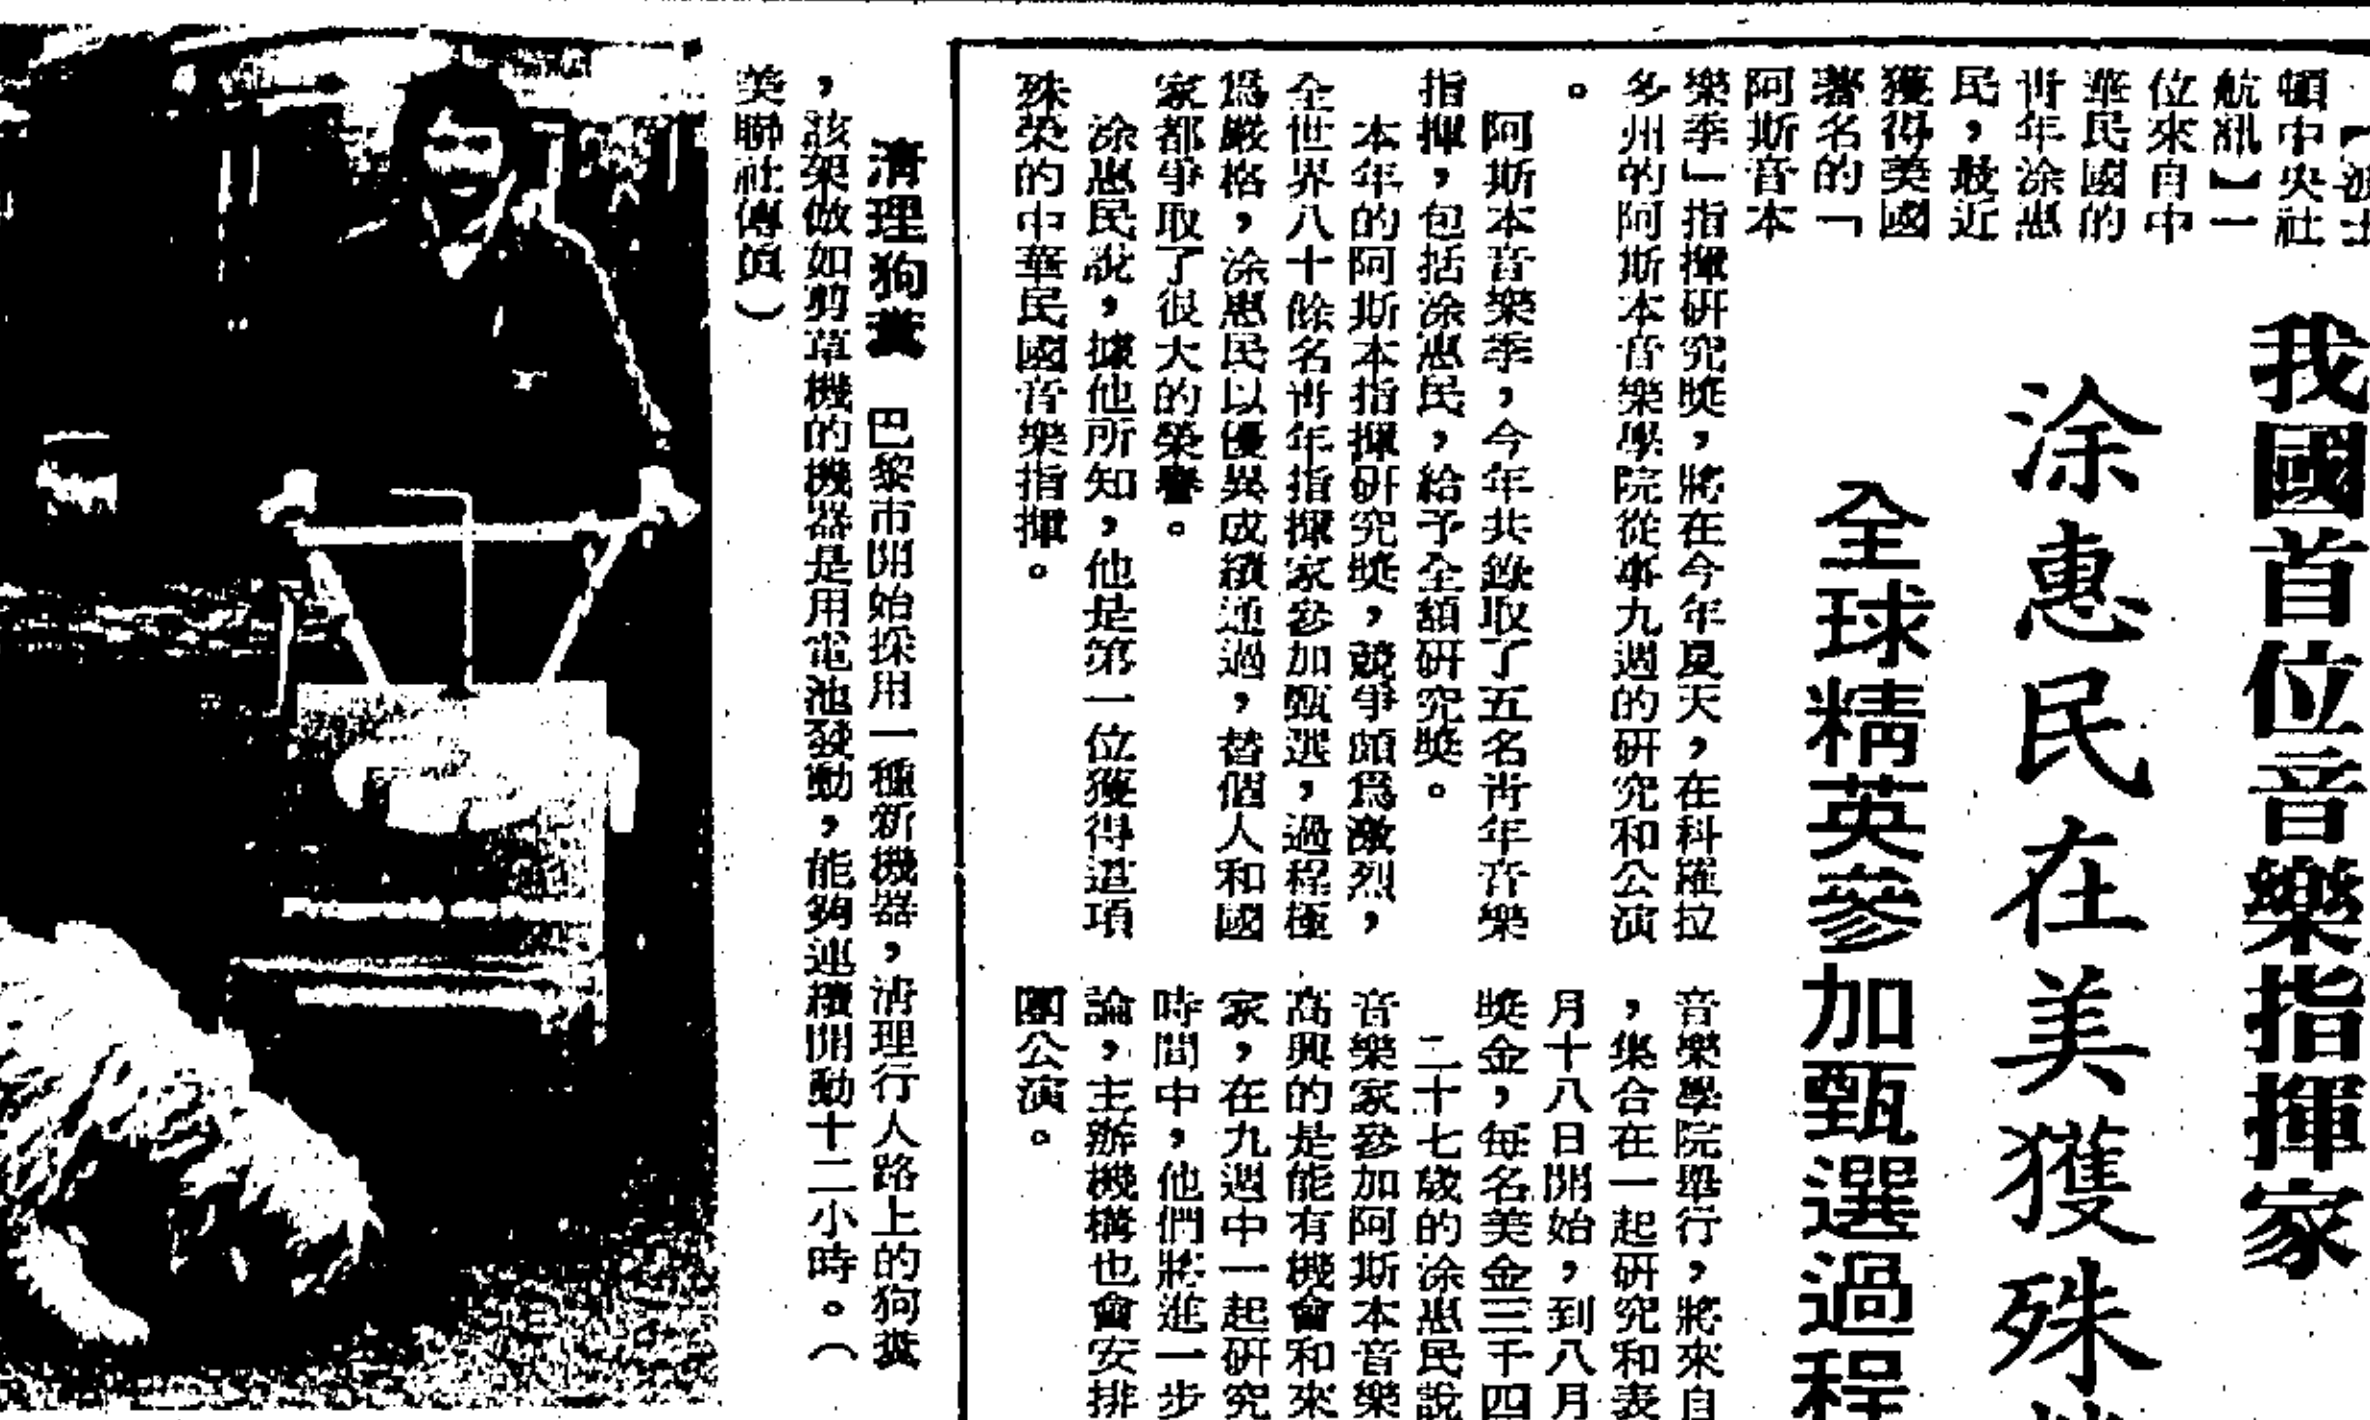 我國首位音樂指揮家
涂惠民在美獲殊
全球精英參加甄選過程
頓中央社
航訊】一
位來自中
華民國的
青年涂惠
民，最近
獲得美國
著名的「
阿斯音本
樂季」指揮研究獎，將在今年夏天，在科羅拉
多州的阿斯本音樂學院從事九週的研究和公演
。
阿斯本音樂季，今年共錄取了五名青年音樂
指揮，包括涂惠民，給予全額研究獎。
本年的阿斯本指揮研究獎，競爭頗為激烈，
全世界八十餘名青年指揮家參加甄選，過程極
爲嚴格，涂惠民以優異成績通過，替個人和國
家都爭取了很大的榮譽。
涂惠民說，據他所知，他是第一位獲得這項
殊榮的中華民國音樂指揮。
音樂學院舉行，將來自
，集合在一起研究和表
月十八日開始，到八月
獎金，每名美金三千四
二十七歲的涂惠民說
音樂家參加阿斯本音樂
高興的是能有機會和來
家，在九週中一起研究
時間中，他們將進一步
論，主辦機構也會安排
團公演。
清理狗糞 巴黎市開始採用一種新機器，清理行人路上的狗糞
，該架倣如剪草機的機器是用電池發動，能夠連續開動十二小時。（
美聯社傳真）